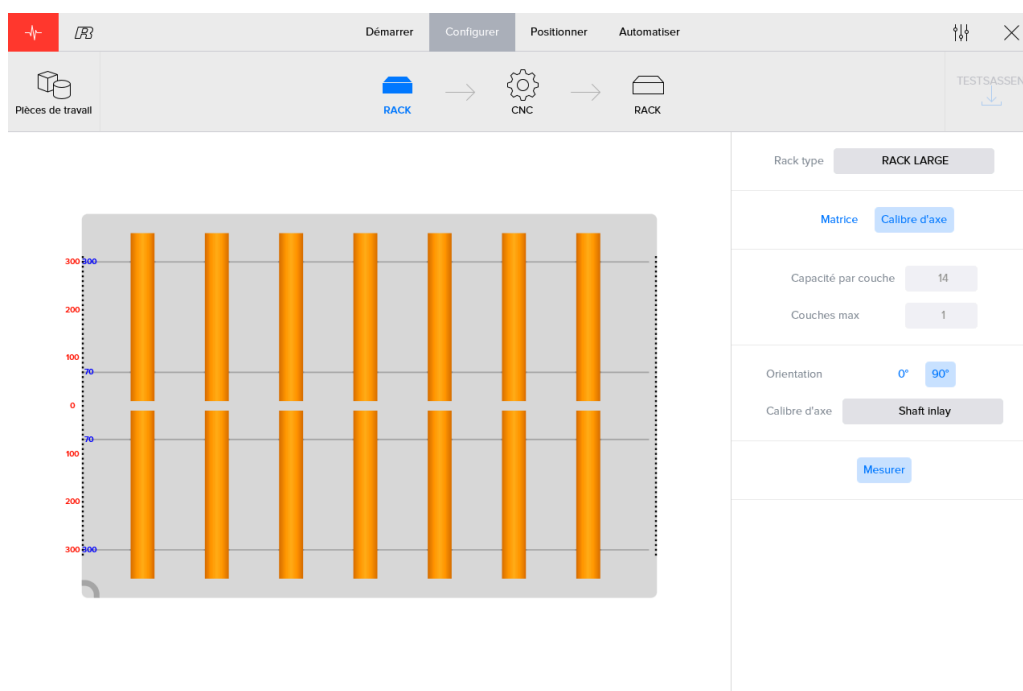 Démarrer Configurer Positionner Automatiser
Pièces de travail RACK CNC RACK TESTSASSEN
Rack type RACK LARGE
Matrice Calibre d'axe
Capacité par couche 14
Couches max 1
Orientation 0° 90°
Calibre d'axe Shaft inlay
Mesurer
300 300
200
100
70
0
70
100
200
300 300